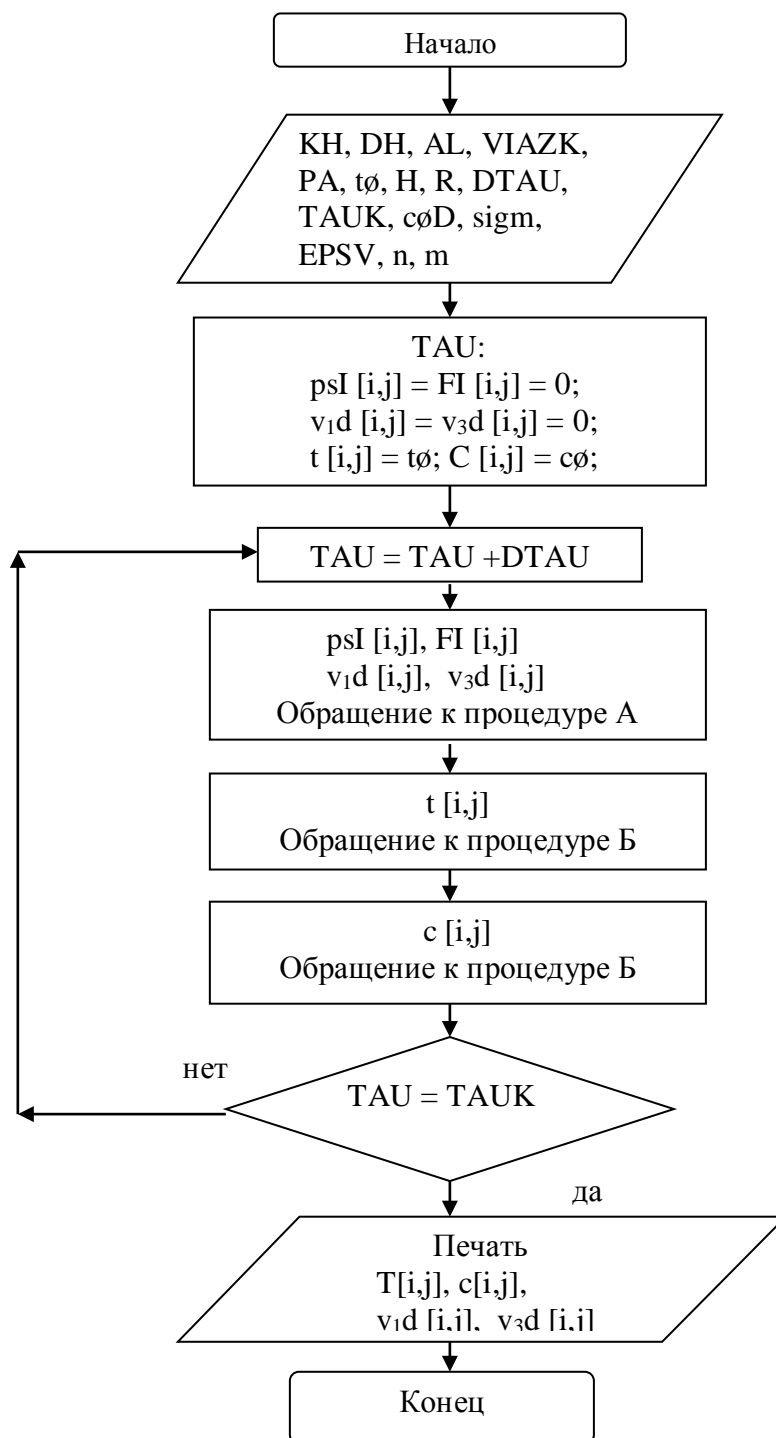 Начало
KH, DH, AL, VIAZK,
PA, tø, H, R, DTAU,
TAUK, cøD, sigm,
EPSV, n, m
TAU:
psI [i,j] = FI [i,j] = 0;
v₁d [i,j] = v₃d [i,j] = 0;
t [i,j] = tø; C [i,j] = cø;
TAU = TAU +DTAU
psI [i,j], FI [i,j]
v₁d [i,j], v₃d [i,j]
Обращение к процедуре А
t [i,j]
Обращение к процедуре Б
c [i,j]
Обращение к процедуре Б
нет
TAU = TAUK
да
Печать
T[i,j], c[i,j],
v₁d [i,j], v₃d [i,j]
Конец